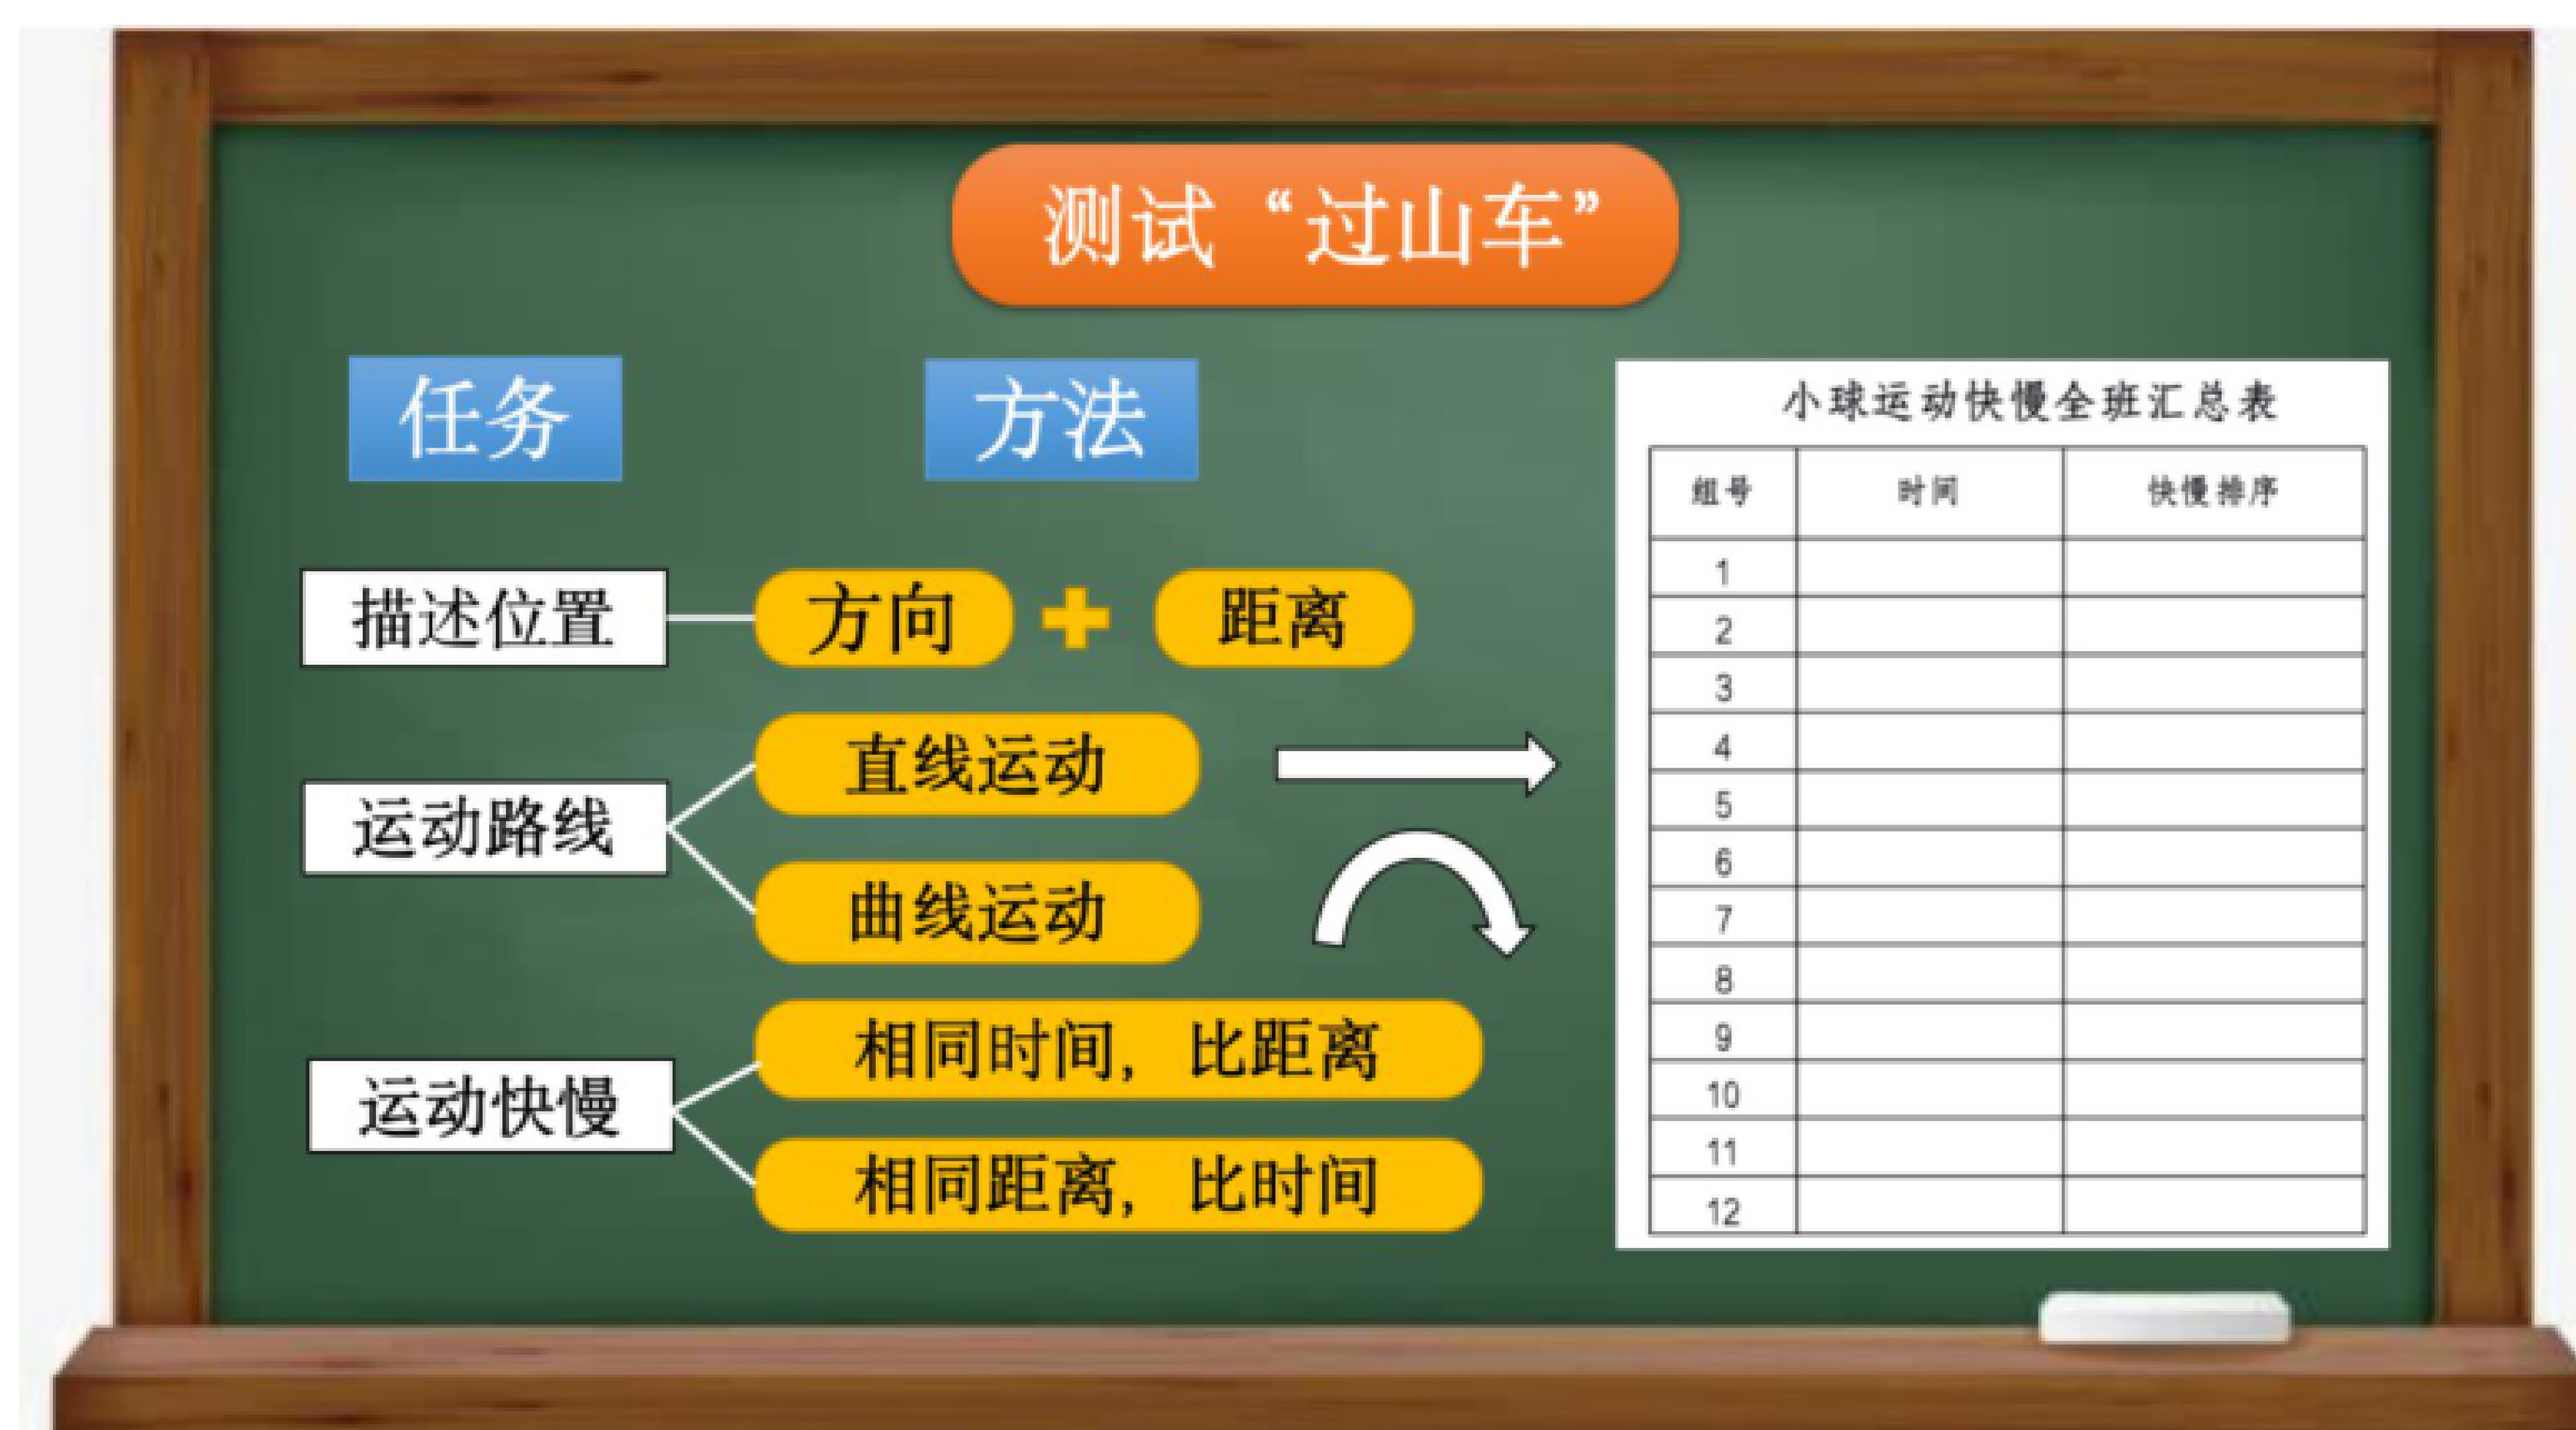 测试“过山车”
任务
方法
描述位置
方向
距离
运动路线
直线运动
曲线运动
运动快慢
相同时间，比距离
相同距离，比时间
小球运动快慢全班汇总表
组号 时间 快慢排序
1
2
3
4
5
6
7
8
9
10
11
12